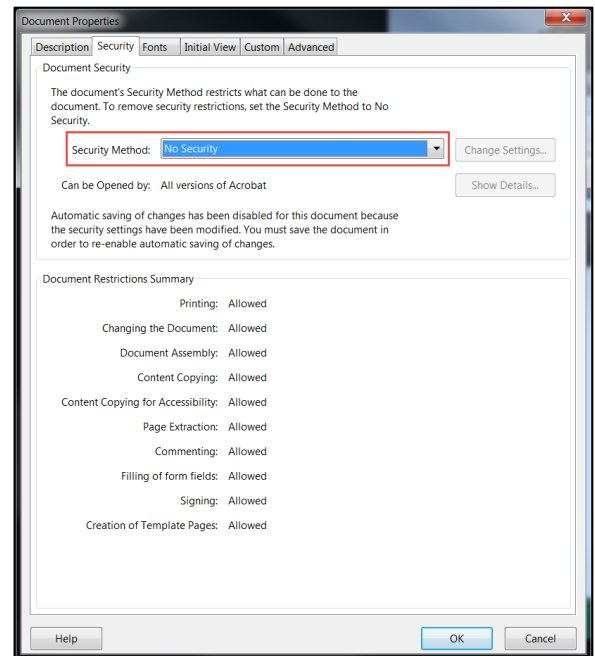 Document Properties
Description Security Fonts Initial View Custom Advanced
Document Security
The document's Security Method restricts what can be done to the
document. To remove security restrictions, set the Security Method to No
Security.
Security Method: No Security Change Settings...
Can be Opened by: All versions of Acrobat Show Details...
Automatic saving of changes has been disabled for this document because
the security settings have been modified. You must save the document in
order to re-enable automatic saving of changes.
Document Restrictions Summary
Printing: Allowed
Changing the Document: Allowed
Document Assembly: Allowed
Content Copying: Allowed
Content Copying for Accessibility: Allowed
Page Extraction: Allowed
Commenting: Allowed
Filling of form fields: Allowed
Signing: Allowed
Creation of Template Pages: Allowed
Help OK Cancel